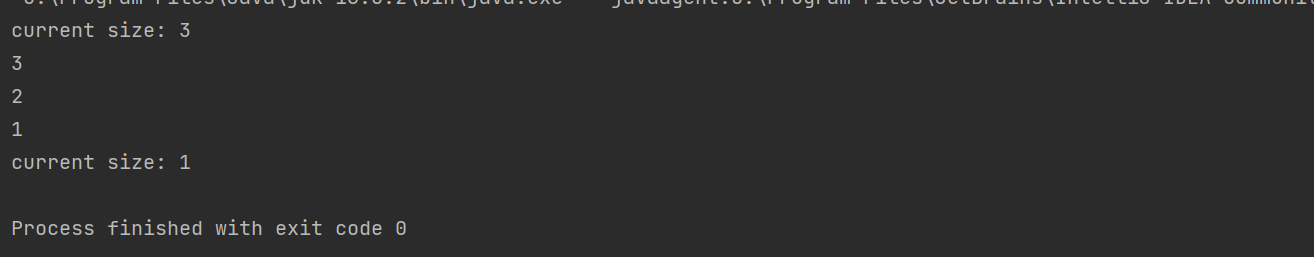 current size: 3
3
2
1
current size: 1
Process finished with exit code 0